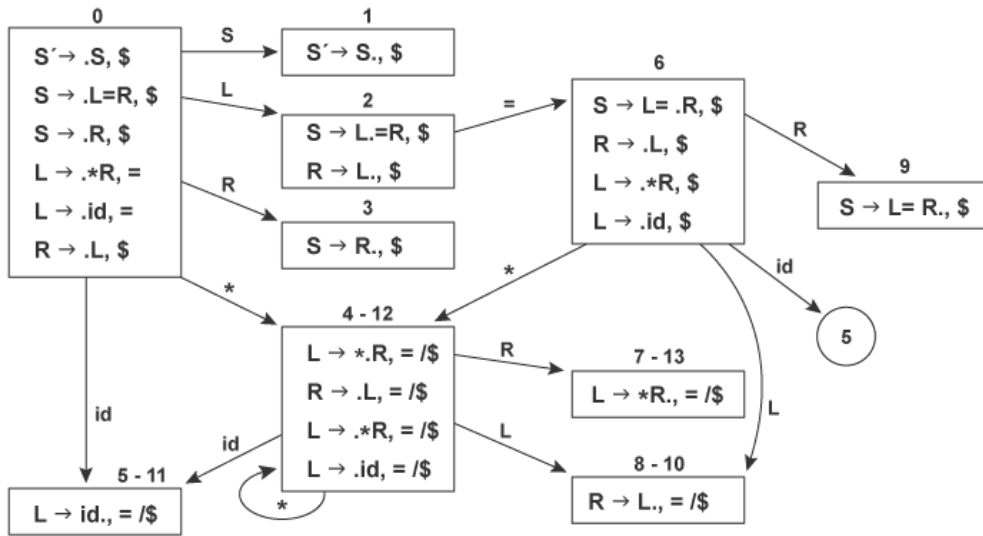 0
S´→ .S, $
S → .L=R, $
S → .R, $
L → .*R, =
L → .id, =
R → .L, $
S
1
S´→ S., $
L
2
S → L.=R, $
R → L., $
=
R
3
S → R., $
6
S → L= .R, $
R → .L, $
L → .*R, $
L → .id, $
R
9
S → L= R., $
*
*
id
5
4 - 12
L → *.R, = /$
R → .L, = /$
L → .*R, = /$
L → .id, = /$
R
7 - 13
L → *R., = /$
L
L
8 - 10
R → L., = /$
id
id
*
5 - 11
L → id., = /$